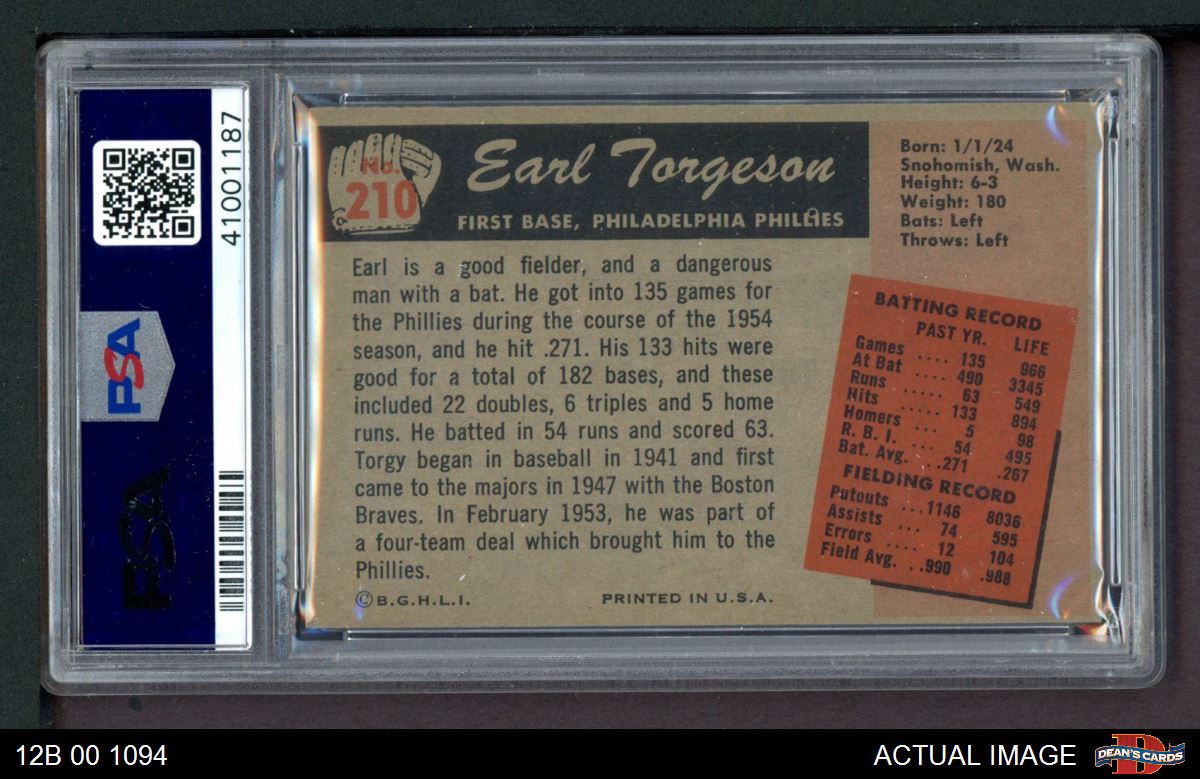 41001187
PSA
PSA
No.
210
Earl Torgeson
FIRST BASE, PHILADELPHIA PHILLIES
Born: 1/1/24
Snohomish, Wash.
Height: 6-3
Weight: 180
Bats: Left
Throws: Left
Earl is a good fielder, and a dangerous
man with a bat. He got into 135 games for
the Phillies during the course of the 1954
season, and he hit .271. His 133 hits were
good for a total of 182 bases, and these
included 22 doubles, 6 triples and 5 home
runs. He batted in 54 runs and scored 63.
Torgy began in baseball in 1941 and first
came to the majors in 1947 with the Boston
Braves. In February 1953, he was part of
a four-team deal which brought him to the
Phillies.
©B.G.H.L.I. PRINTED IN U.S.A.
BATTING RECORD
PAST YR. LIFE
Games .... 135 966
At Bat .... 490 3345
Runs ..... 63 549
Hits ..... 133 894
Homers ... 5 98
R. B. I. .... 54 495
Bat. Avg. . .271 .267
FIELDING RECORD
Putouts ...1146 8036
Assists .... 74 595
Errors .... 12 104
Field Avg. . .990 .988
12B 00 1094
ACTUAL IMAGE
DEAN'S CARDS